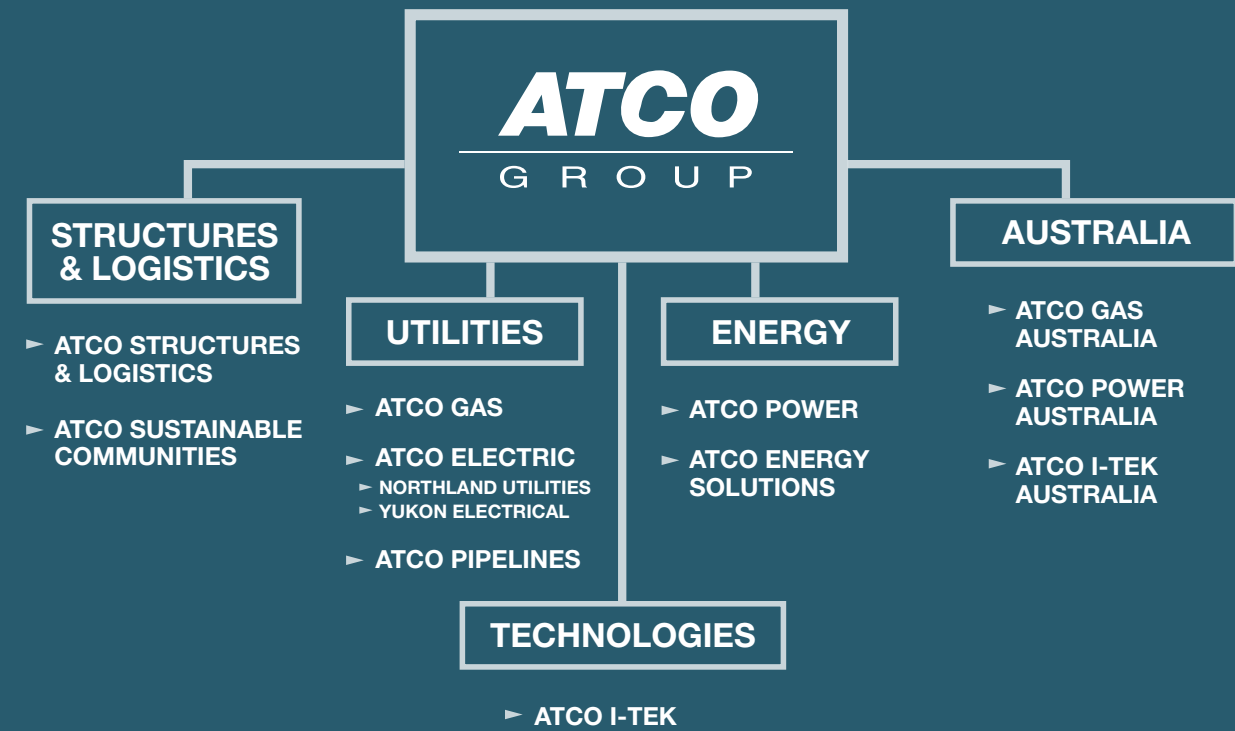 ATCO
GROUP
STRUCTURES
& LOGISTICS
ATCO STRUCTURES
& LOGISTICS
ATCO SUSTAINABLE
COMMUNITIES
UTILITIES
ATCO GAS
ATCO ELECTRIC
NORTHLAND UTILITIES
YUKON ELECTRICAL
ATCO PIPELINES
TECHNOLOGIES
ATCO I-TEK
ENERGY
ATCO POWER
ATCO ENERGY
SOLUTIONS
AUSTRALIA
ATCO GAS
AUSTRALIA
ATCO POWER
AUSTRALIA
ATCO I-TEK
AUSTRALIA